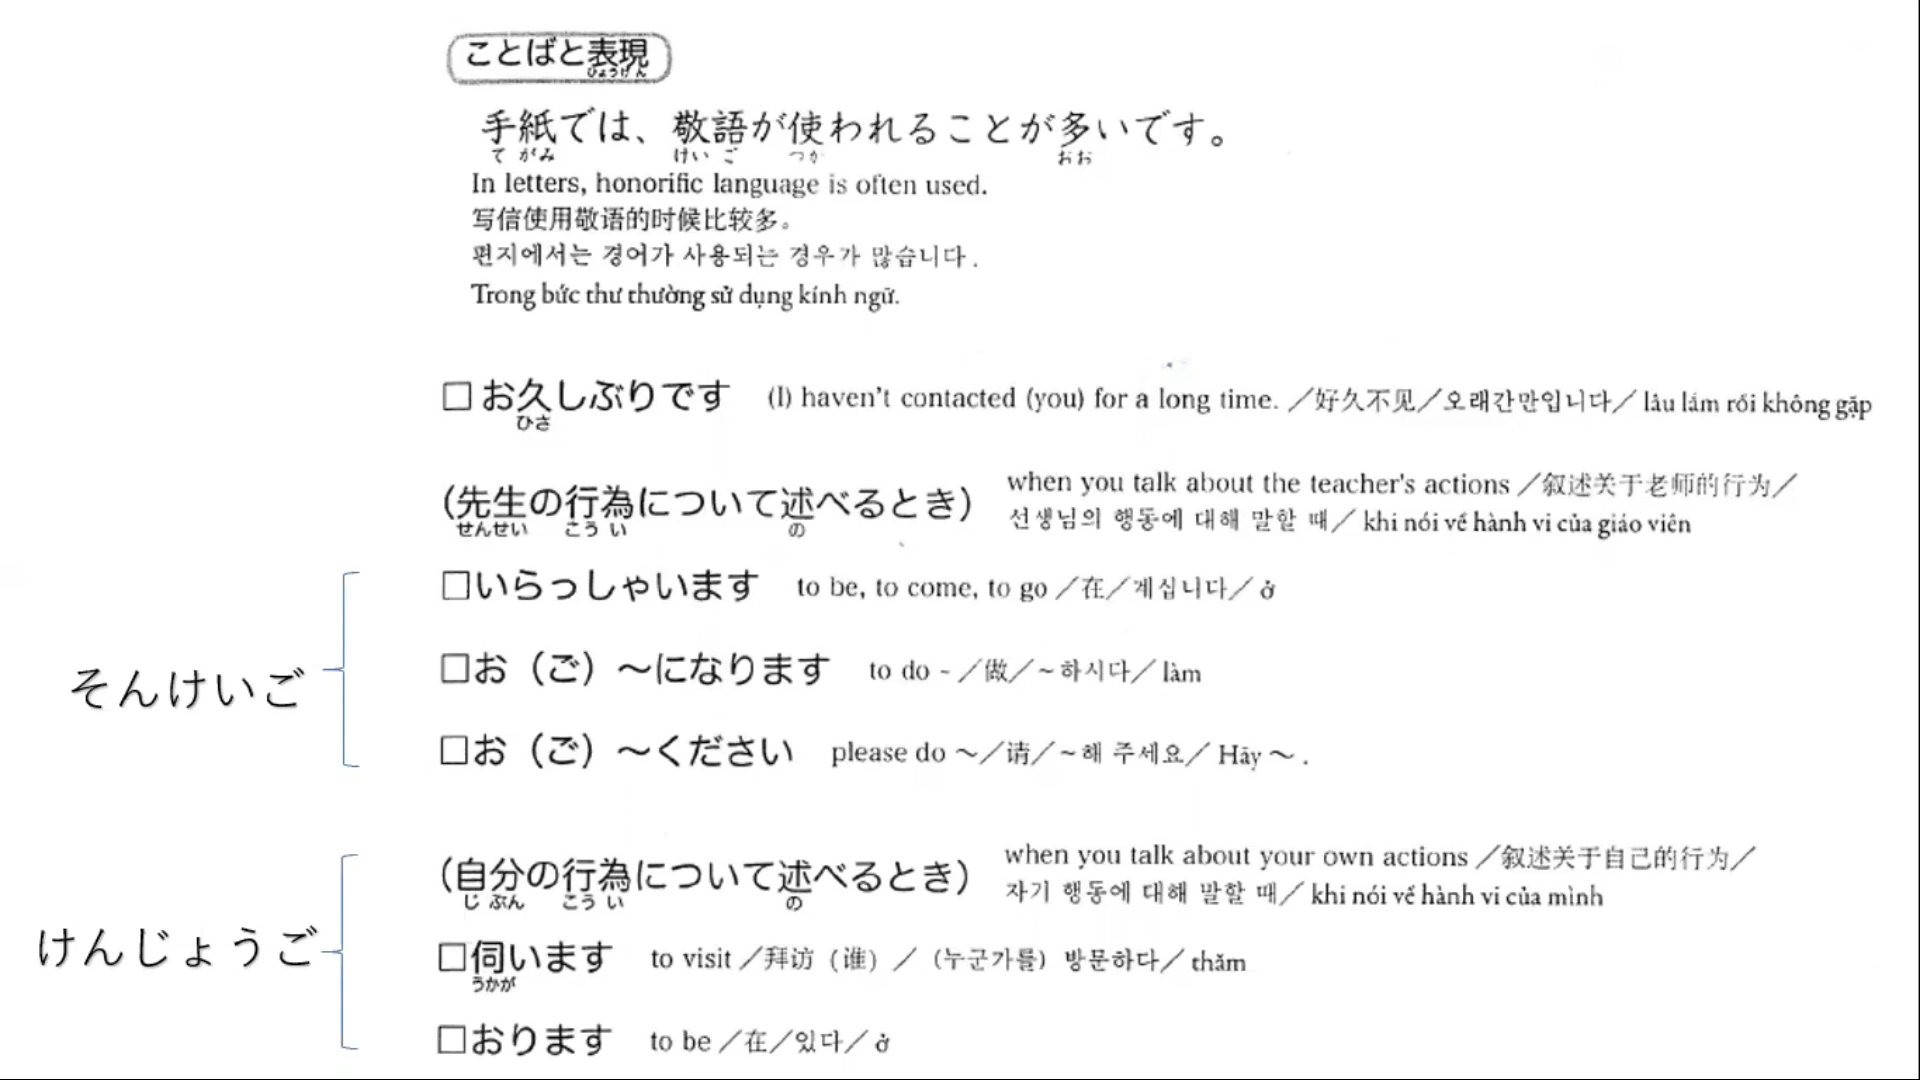 ことばと表現
ひょうげん
手紙では、敬語が使われることが多いです。
て がみ けい ご つか おお
In letters, honorific language is often used.
写信使用敬语的时候比较多。
편지에서는 경어가 사용되는 경우가 많습니다.
Trong bức thư thường sử dụng kính ngữ.
□ お久しぶりです (I) haven't contacted (you) for a long time. ／好久不见／오래간만입니다／ lâu lắm rồi không gặp
ひさ
（先生の行為について述べるとき） when you talk about the teacher's actions ／叙述关于老师的行为／
せんせい こう い の 선생님의 행동에 대해 말할 때／ khi nói về hành vi của giáo viên
□いらっしゃいます to be, to come, to go ／在／계십니다／ ở
そんけいご
□お（ご）～になります to do ~ ／做／~하시다／ làm
□お（ご）～ください please do ～／请／~해 주세요／ Hãy ～ .
（自分の行為について述べるとき） when you talk about your own actions ／叙述关于自己的行为／
じ ぶん こう い の 자기 행동에 대해 말할 때／ khi nói về hành vi của mình
けんじょうご
□伺います to visit ／拜访（谁）／（누군가를）방문하다／ thăm
うかが
□おります to be ／在／있다／ ở